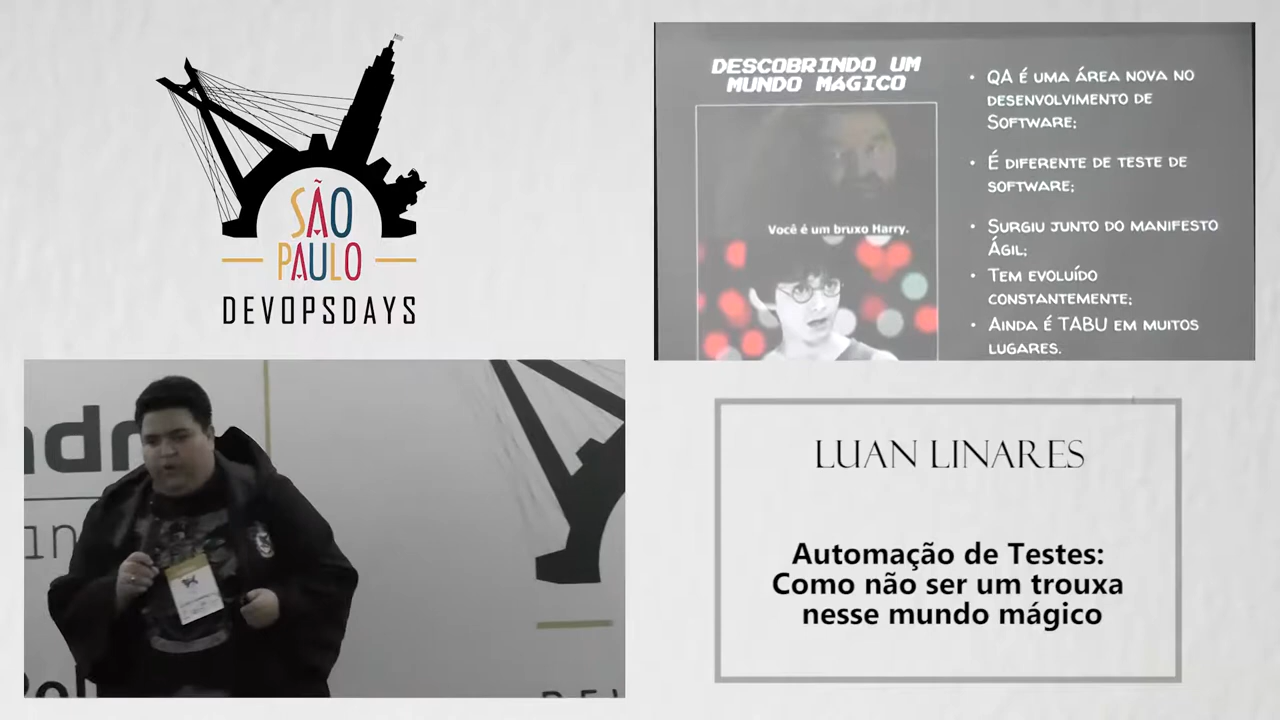 SÃO
PAULO
DEVOPSDAYS
DESCOBRINDO UM
MUNDO MÁGICO
Você é um bruxo Harry.
• QA É UMA ÁREA NOVA NO
DESENVOLVIMENTO DE
SOFTWARE;
• É DIFERENTE DE TESTE DE
SOFTWARE;
• SURGIU JUNTO DO MANIFESTO
ÁGIL;
• TEM EVOLUÍDO
CONSTANTEMENTE;
• AINDA É TABU EM MUITOS
LUGARES.
LUAN LINARES
Automação de Testes:
Como não ser um trouxa
nesse mundo mágico